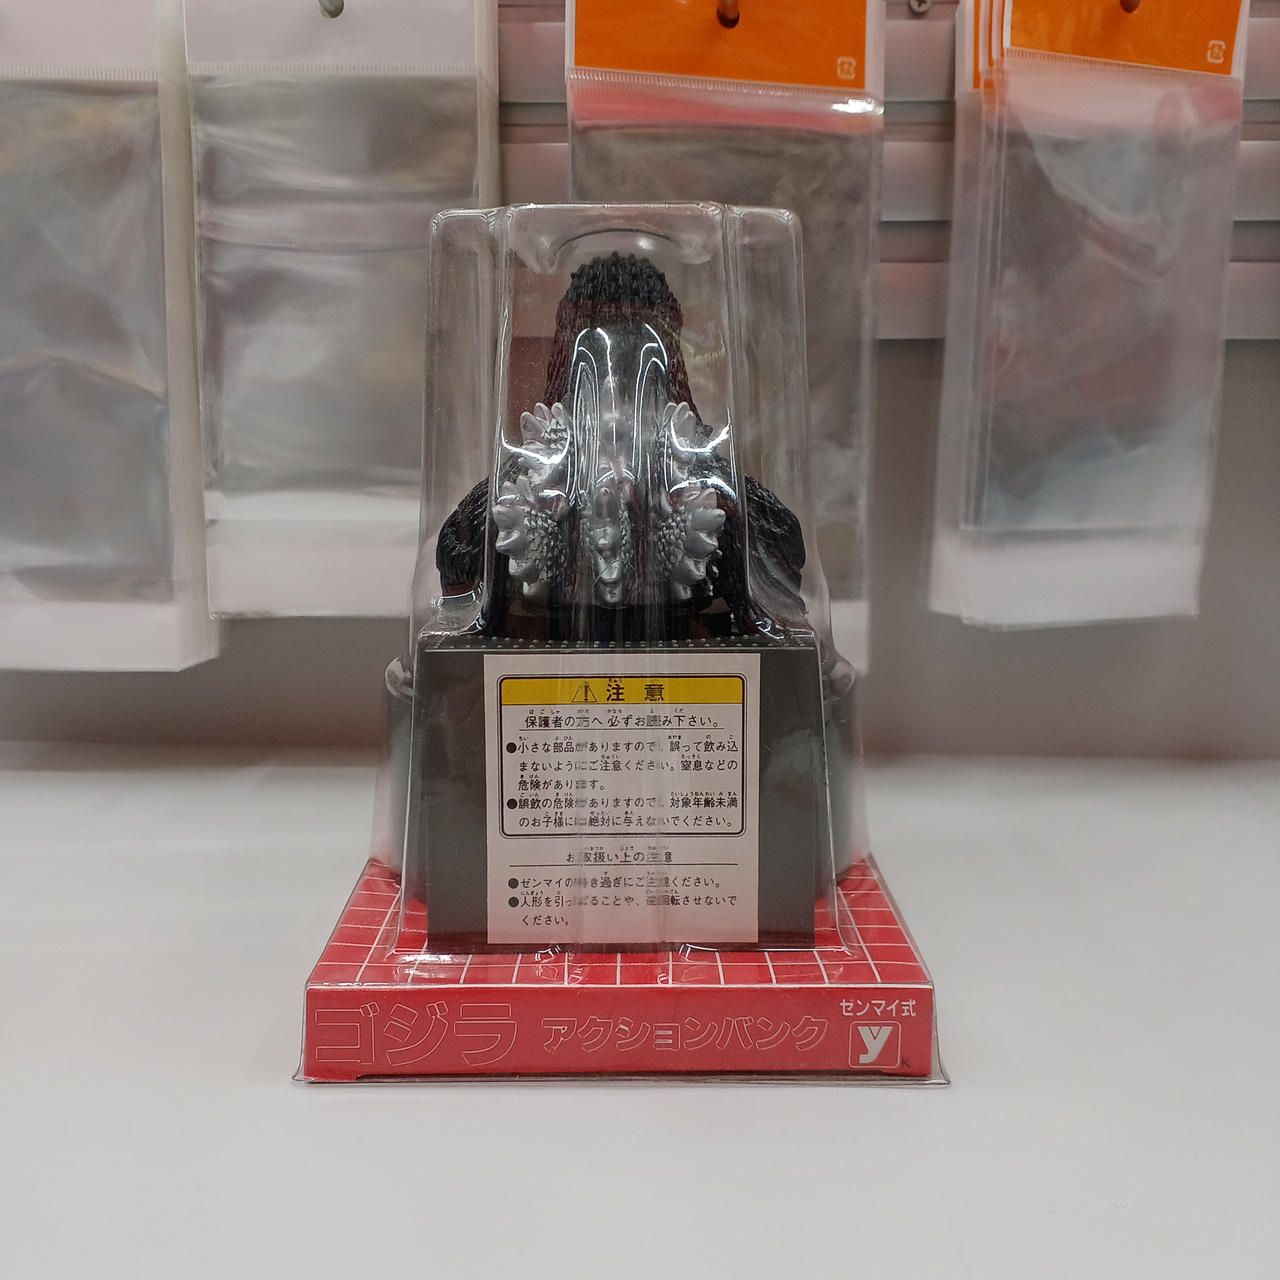 注意
保護者の方へ必ずお読み下さい。
●小さな部品がありますので、誤って飲み込
まないようにご注意ください。窒息などの
危険があります。
●誤飲の危険がありますので、対象年齢未満
のお子様には絶対に与えないでください。
お取扱い上の注意
●ゼンマイの巻き過ぎにご注意ください。
●人形を引っぱることや、逆回転させないで
ください。
ゼンマイ式
ゴジラ アクションバンク
y
K